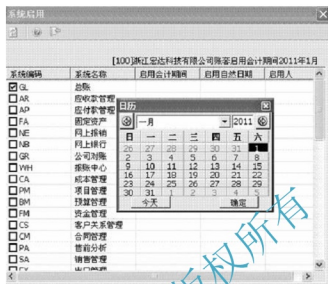 系统启用
[100]浙江宏达科技有限公司账套启用会计期间2011年1月
系统编码 系统名称 启用会计期间 启用自然日期 启用人
GL 总账
AR 应收款管理
AP 应付款管理
FA 固定资产
NE 网上报销
NB 网上银行
GR 公司对账
WH 报账中心
CA 成本管理
PM 项目管理
BM 预算管理
FM 资金管理
CS 客户关系管理
CM 合同管理
PA 售前分析
SA 销售管理
日历
一月 2011
日 一 二 三 四 五 六
26 27 28 29 30 31 1
2 3 4 5 6 7 8
9 10 11 12 13 14 15
16 17 18 19 20 21 22
23 24 25 26 27 28 29
30 31 1 2 3 4 5
今天 确定
版权所有